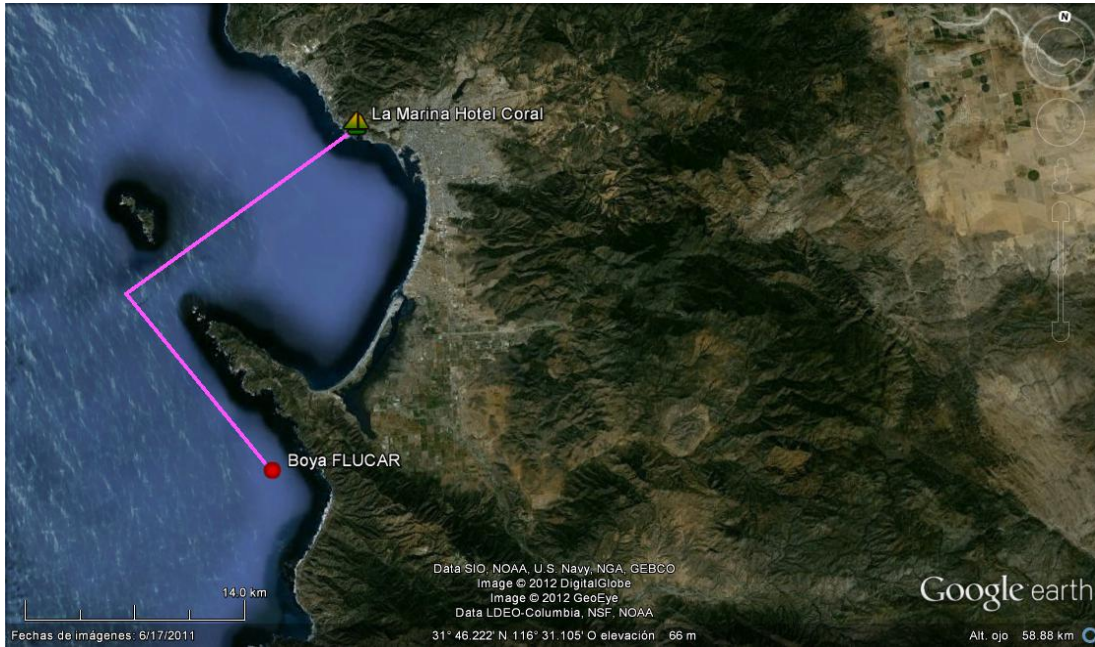 N
La Marina Hotel Coral
Boya FLUCAR
Data SIO, NOAA, U.S. Navy, NGA, GEBCO
Image © 2012 DigitalGlobe
Image © 2012 GeoEye
Data LDEO-Columbia, NSF, NOAA
14.0 km
Google earth
Fechas de imágenes: 6/17/2011
31° 46.222' N 116° 31.105' O elevación 66 m
Alt. ojo 58.88 km